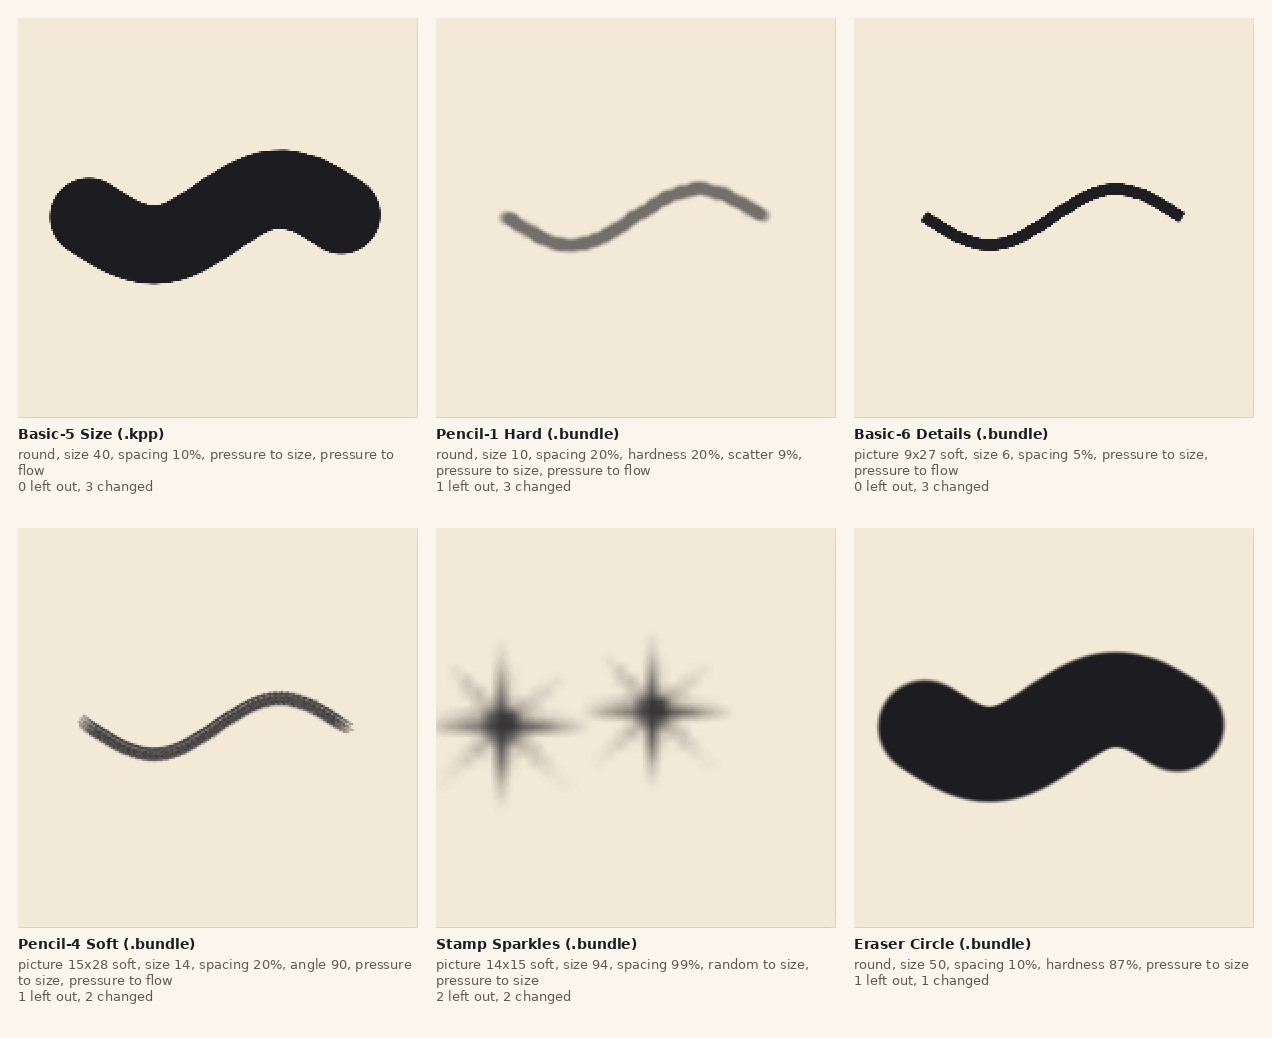 Basic-5 Size (.kpp)
round, size 40, spacing 10%, pressure to size, pressure to
flow
0 left out, 3 changed
Pencil-1 Hard (.bundle)
round, size 10, spacing 20%, hardness 20%, scatter 9%,
pressure to size, pressure to flow
1 left out, 3 changed
Basic-6 Details (.bundle)
picture 9x27 soft, size 6, spacing 5%, pressure to size,
pressure to flow
0 left out, 3 changed
Pencil-4 Soft (.bundle)
picture 15x28 soft, size 14, spacing 20%, angle 90, pressure
to size, pressure to flow
1 left out, 2 changed
Stamp Sparkles (.bundle)
picture 14x15 soft, size 94, spacing 99%, random to size,
pressure to size
2 left out, 2 changed
Eraser Circle (.bundle)
round, size 50, spacing 10%, hardness 87%, pressure to size
1 left out, 1 changed